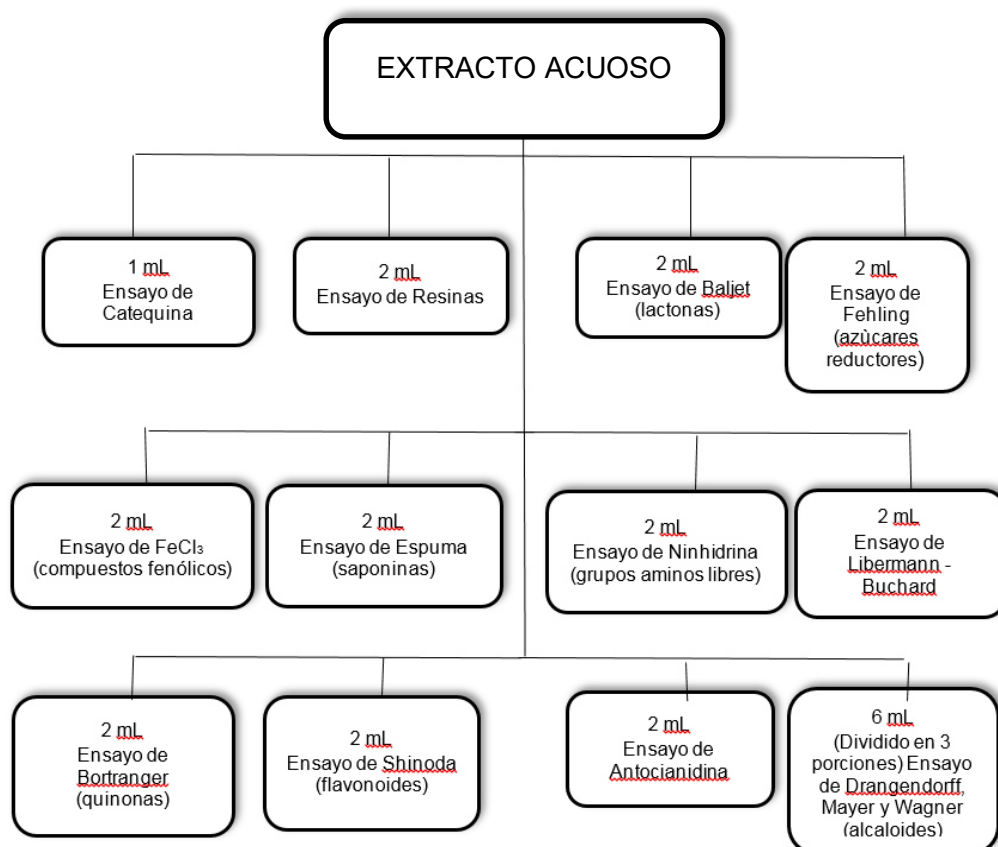 EXTRACTO ACUOSO
1 mL
Ensayo de
Catequina
2 mL
Ensayo de Resinas
2 mL
Ensayo de Baljet
(lactonas)
2 mL
Ensayo de
Fehling
(azùcares
reductores)
2 mL
Ensayo de FeCl₃
(compuestos fenólicos)
2 mL
Ensayo de Espuma
(saponinas)
2 mL
Ensayo de Ninhidrina
(grupos aminos libres)
2 mL
Ensayo de
Libermann -
Buchard
2 mL
Ensayo de
Bortranger
(quinonas)
2 mL
Ensayo de Shinoda
(flavonoides)
2 mL
Ensayo de
Antocianidina
6 mL
(Dividido en 3
porciones) Ensayo
de Drangendorff,
Mayer y Wagner
(alcaloides)